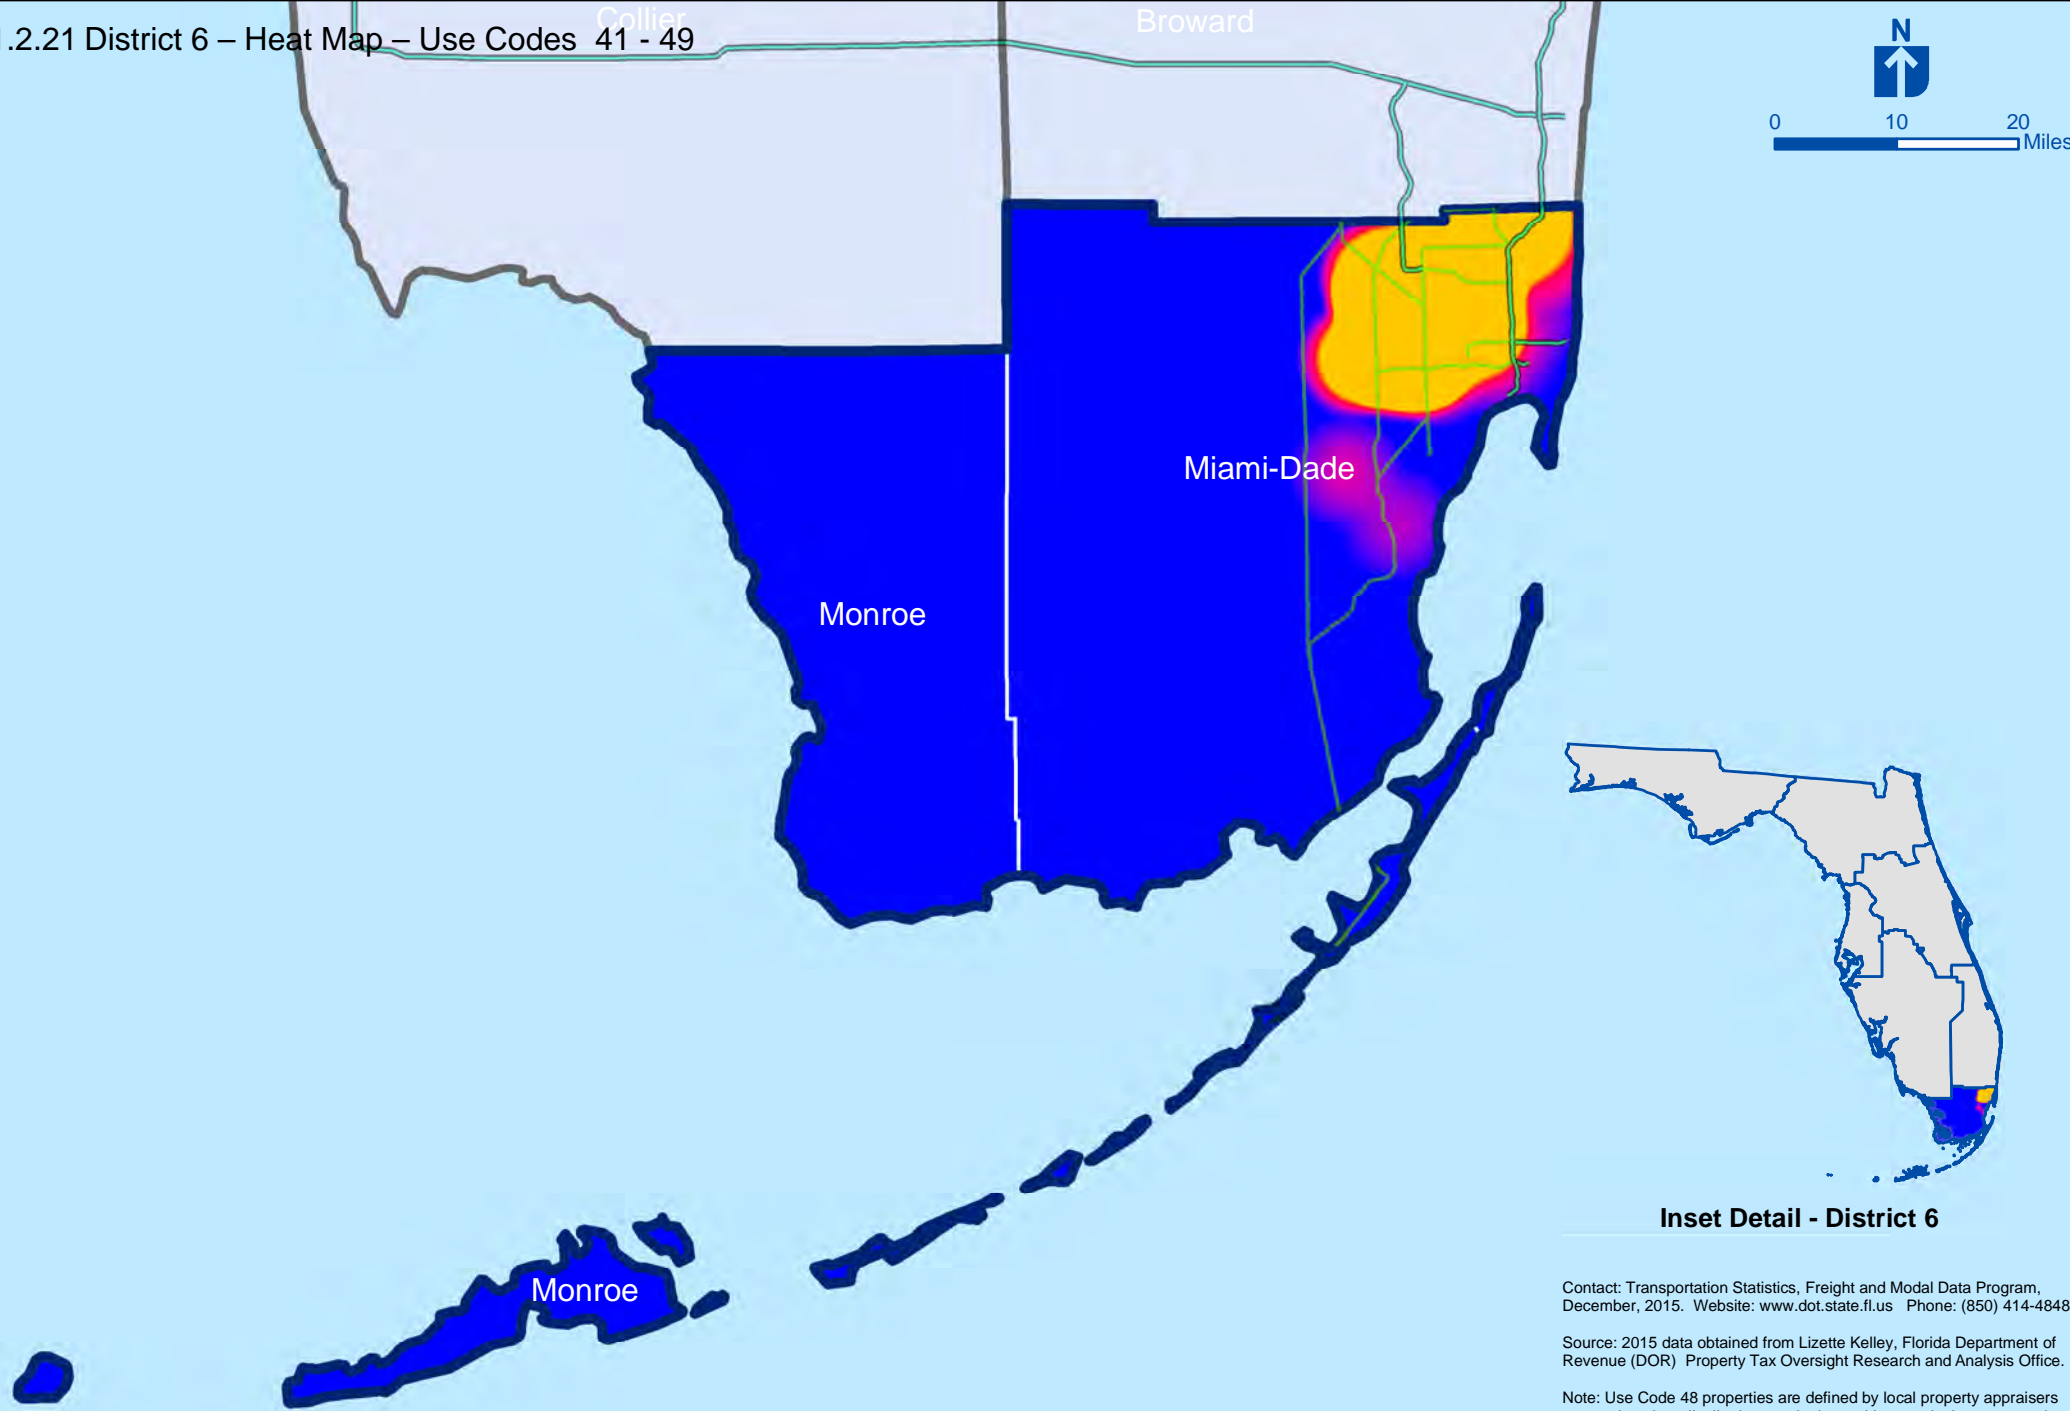 Collier
Broward
.2.21 District 6 – Heat Map – Use Codes 41 - 49
N
0 10 20
Miles
Miami-Dade
Monroe
Monroe
Inset Detail - District 6
Contact: Transportation Statistics, Freight and Modal Data Program,
December, 2015. Website: www.dot.state.fl.us Phone: (850) 414-4848
Source: 2015 data obtained from Lizette Kelley, Florida Department of
Revenue (DOR) Property Tax Oversight Research and Analysis Office.
Note: Use Code 48 properties are defined by local property appraisers